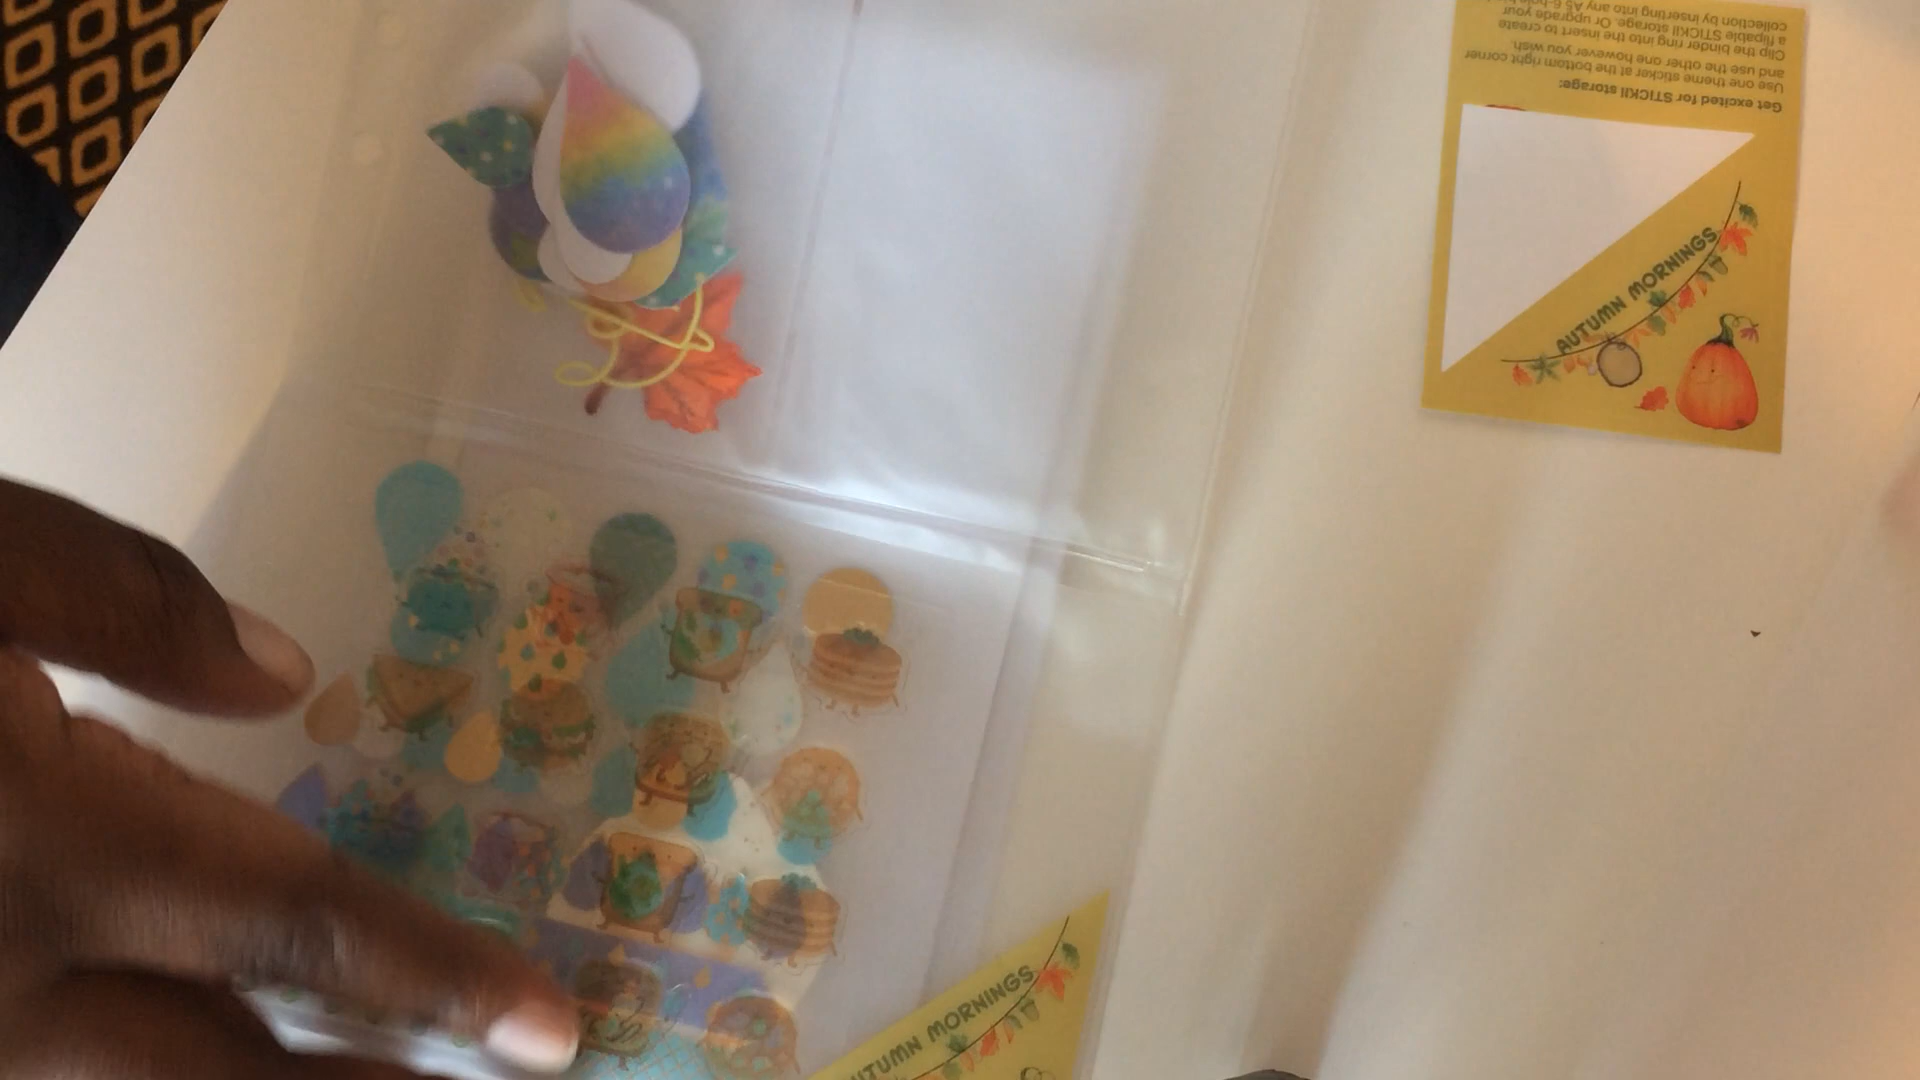 Get excited for STICKII storage:
Use one theme sticker at the bottom right corner
and use the other one however you wish.
Clip the binder ring into the insert to create
a flipable STICKII storage. Or upgrade your
collection by inserting into any A5 6-hole
AUTUMN MORNINGS
AUTUMN MORNINGS